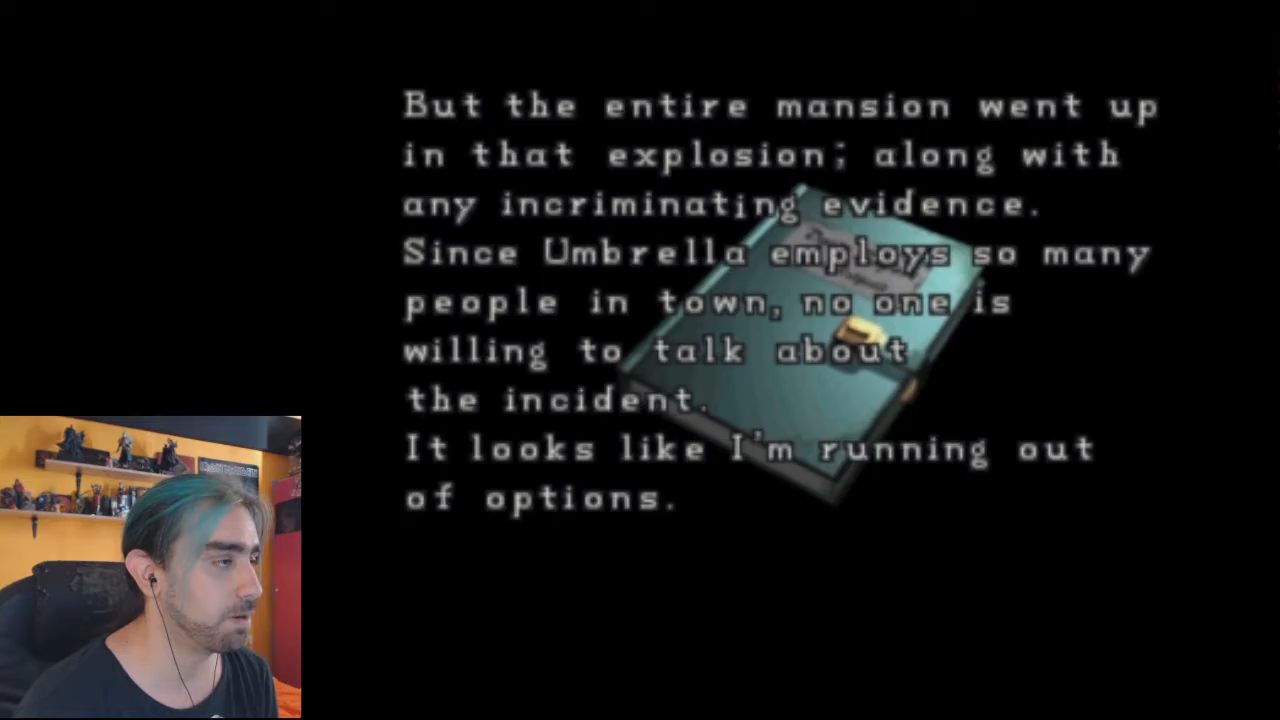 But the entire mansion went up
in that explosion; along with
any incriminating evidence.
Since Umbrella employs so many
people in town, no one is
willing to talk about
the incident.
It looks like I'm running out
of options.